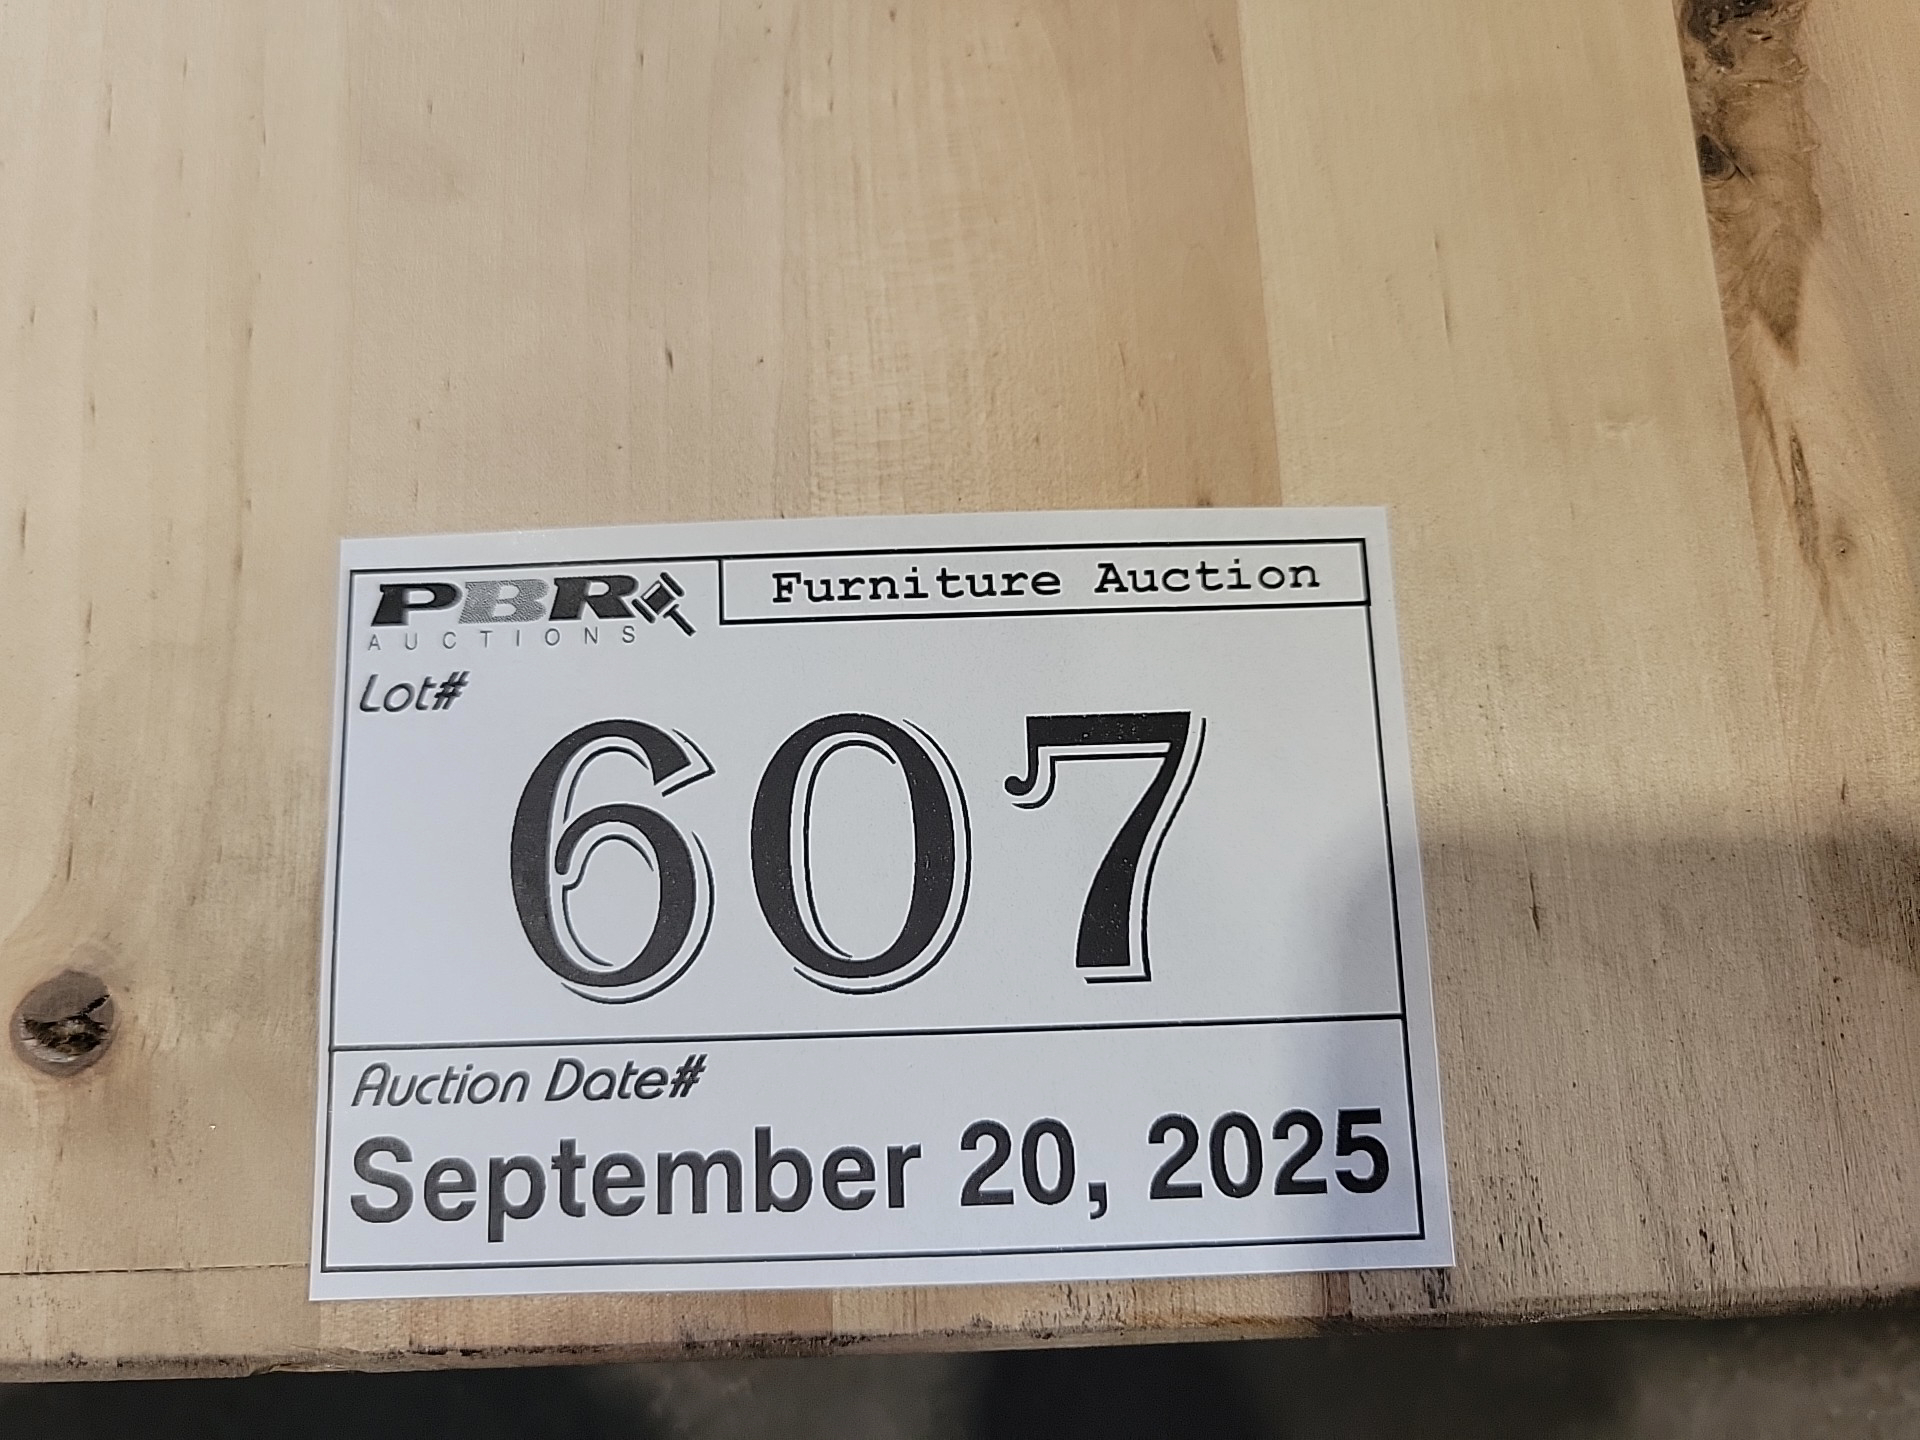 PBR
AUCTIONS
Furniture Auction
Lot#
607
Auction Date#
September 20, 2025